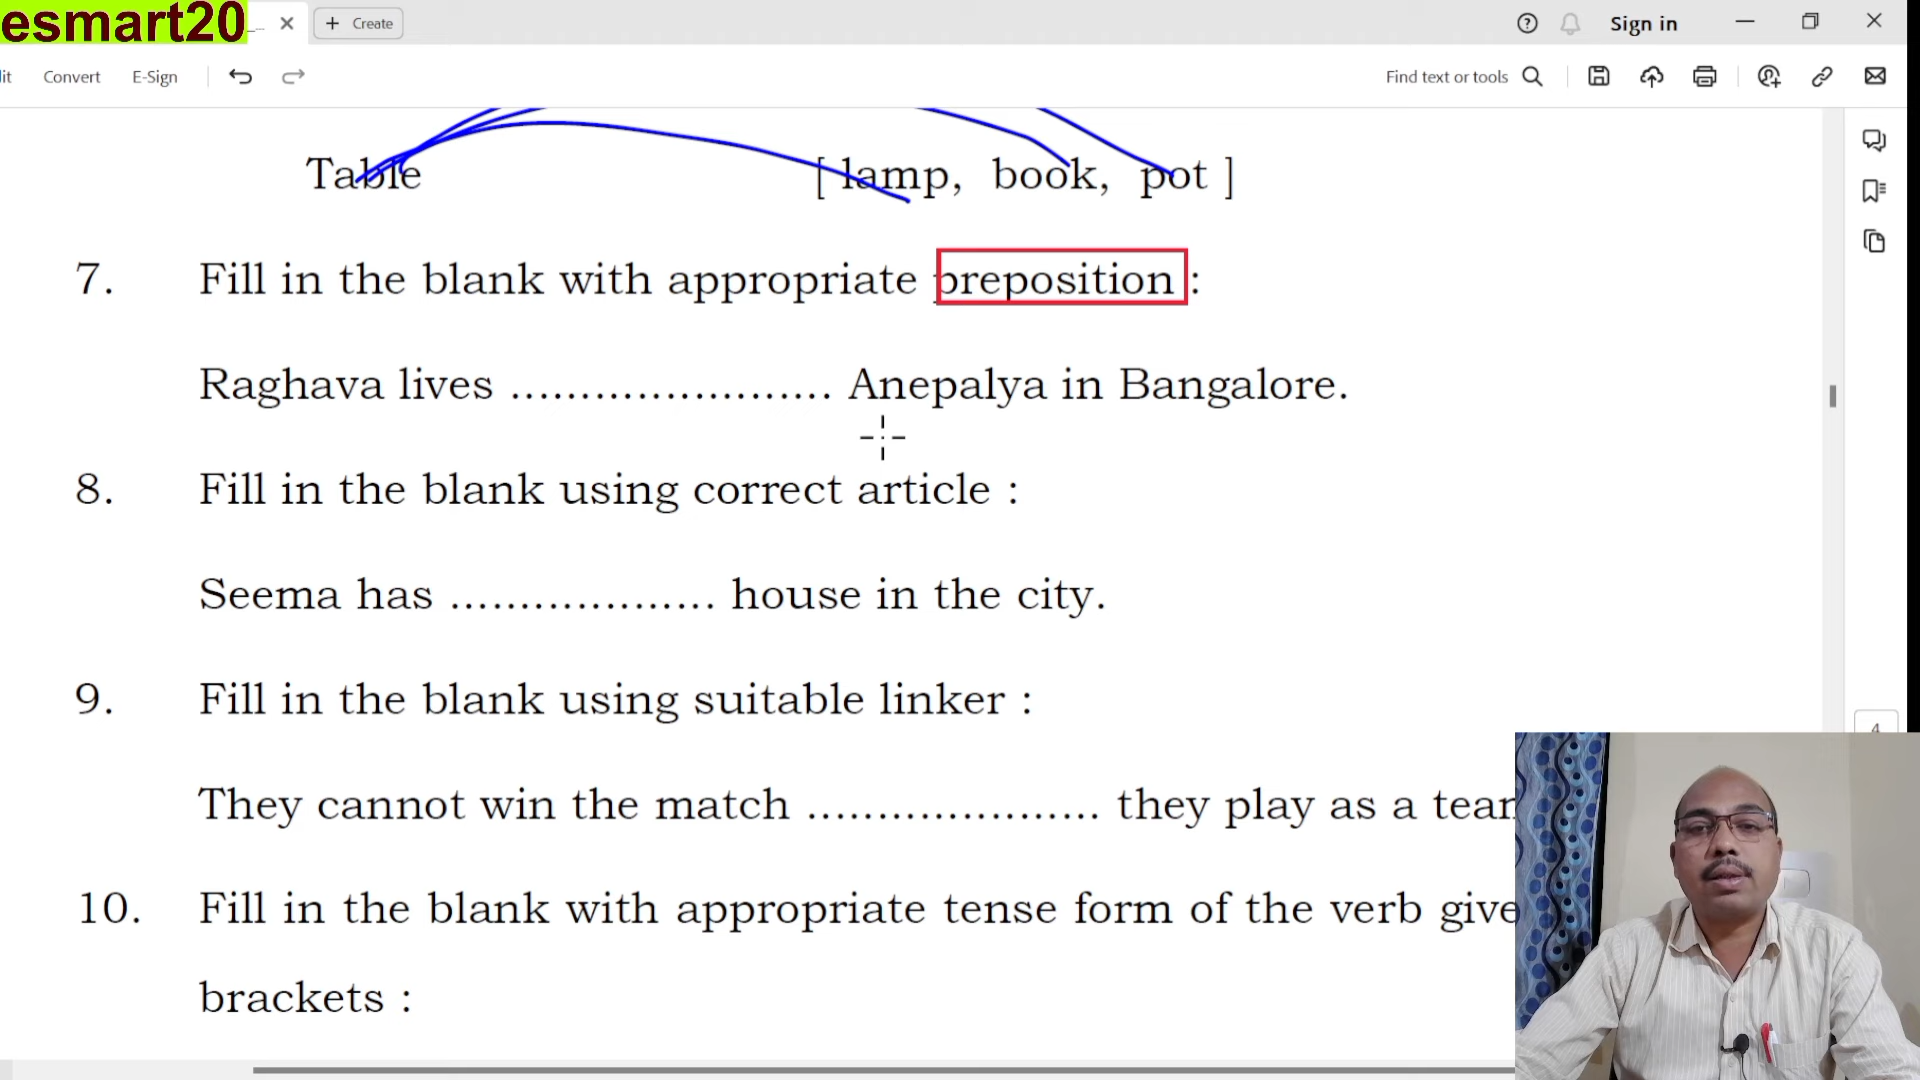 esmart20
+ Create
Sign in
it Convert E-Sign
Find text or tools
Table [ lamp, book, pot ]
7. Fill in the blank with appropriate preposition :
Raghava lives ....................... Anepalya in Bangalore.
8. Fill in the blank using correct article :
Seema has ................... house in the city.
9. Fill in the blank using suitable linker :
They cannot win the match ..................... they play as a tea
10. Fill in the blank with appropriate tense form of the verb give
brackets :
4